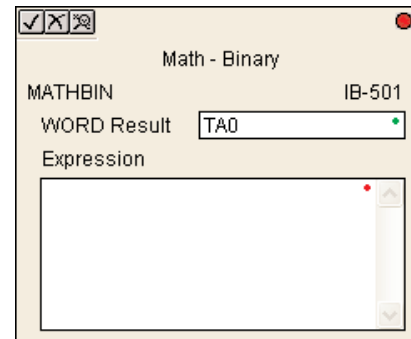 Math - Binary
MATHBIN IB-501
WORD Result TA0
Expression